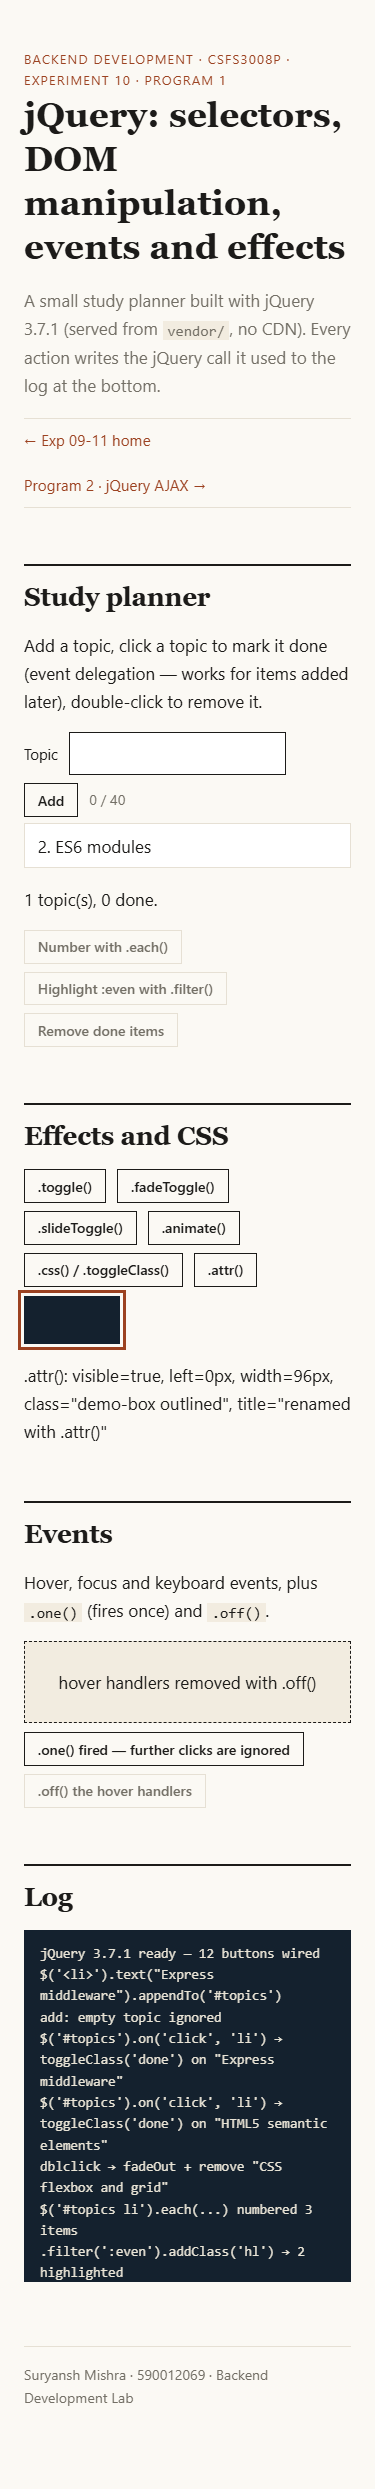 BACKEND DEVELOPMENT · CSFS3008P ·
EXPERIMENT 10 · PROGRAM 1
jQuery: selectors,
DOM
manipulation,
events and effects
A small study planner built with jQuery
3.7.1 (served from vendor/, no CDN). Every
action writes the jQuery call it used to the
log at the bottom.
← Exp 09-11 home
Program 2 · jQuery AJAX →
Study planner
Add a topic, click a topic to mark it done
(event delegation — works for items added
later), double-click to remove it.
Topic
Add 0 / 40
2. ES6 modules
1 topic(s), 0 done.
Number with .each()
Highlight :even with .filter()
Remove done items
Effects and CSS
.toggle() .fadeToggle()
.slideToggle() .animate()
.css() / .toggleClass() .attr()
.attr(): visible=true, left=0px, width=96px,
class="demo-box outlined", title="renamed
with .attr()"
Events
Hover, focus and keyboard events, plus
.one() (fires once) and .off().
hover handlers removed with .off()
.one() fired — further clicks are ignored
.off() the hover handlers
Log
jQuery 3.7.1 ready — 12 buttons wired
$('<li>').text("Express
middleware").appendTo('#topics')
add: empty topic ignored
$('#topics').on('click', 'li') →
toggleClass('done') on "Express
middleware"
$('#topics').on('click', 'li') →
toggleClass('done') on "HTML5 semantic
elements"
dblclick → fadeOut + remove "CSS
flexbox and grid"
$('#topics li').each(...) numbered 3
items
.filter(':even').addClass('hl') → 2
highlighted
Suryansh Mishra · 590012069 · Backend
Development Lab